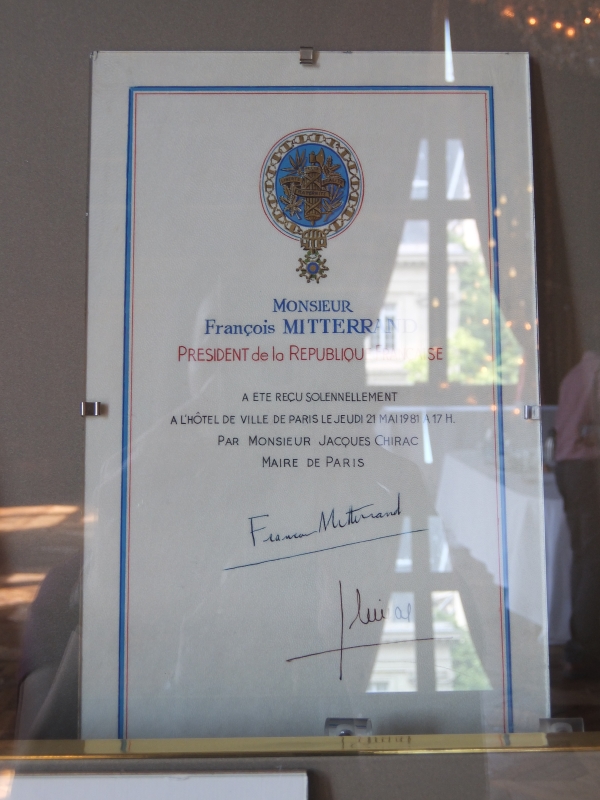 MONSIEUR
François MITTERRAND
PRESIDENT de la REPUBLIQUE
A ETE REÇU SOLENNELLEMENT
A L'HÔTEL DE VILLE DE PARIS LE JEUDI 21 MAI 1981 A 17 H.
PAR MONSIEUR JACQUES CHIRAC
MAIRE DE PARIS
François Mitterrand